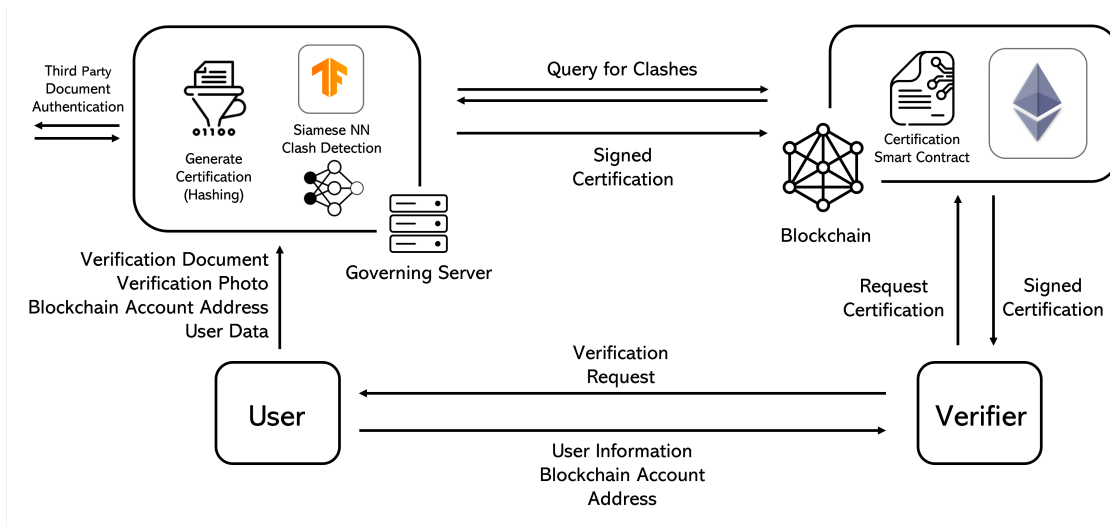 Third Party
Document
Authentication
Generate
Certification
(Hashing)
01100
Siamese NN
Clash Detection
Governing Server
Query for Clashes
Signed
Certification
Certification
Smart Contract
Blockchain
Verification Document
Verification Photo
Blockchain Account Address
User Data
Request
Certification
Signed
Certification
User
Verification
Request
User Information
Blockchain Account
Address
Verifier